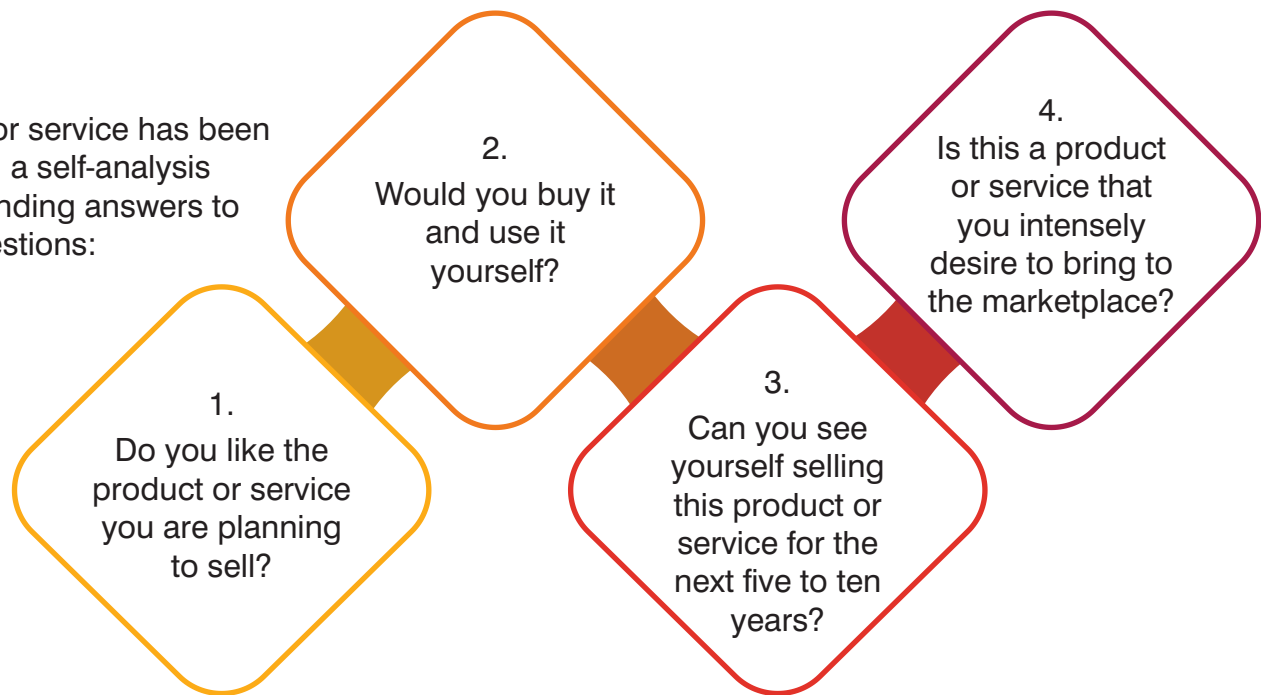 or service has been
a self-analysis
nding answers to
estions:
1.
Do you like the
product or service
you are planning
to sell?
2.
Would you buy it
and use it
yourself?
3.
Can you see
yourself selling
this product or
service for the
next five to ten
years?
4.
Is this a product
or service that
you intensely
desire to bring to
the marketplace?